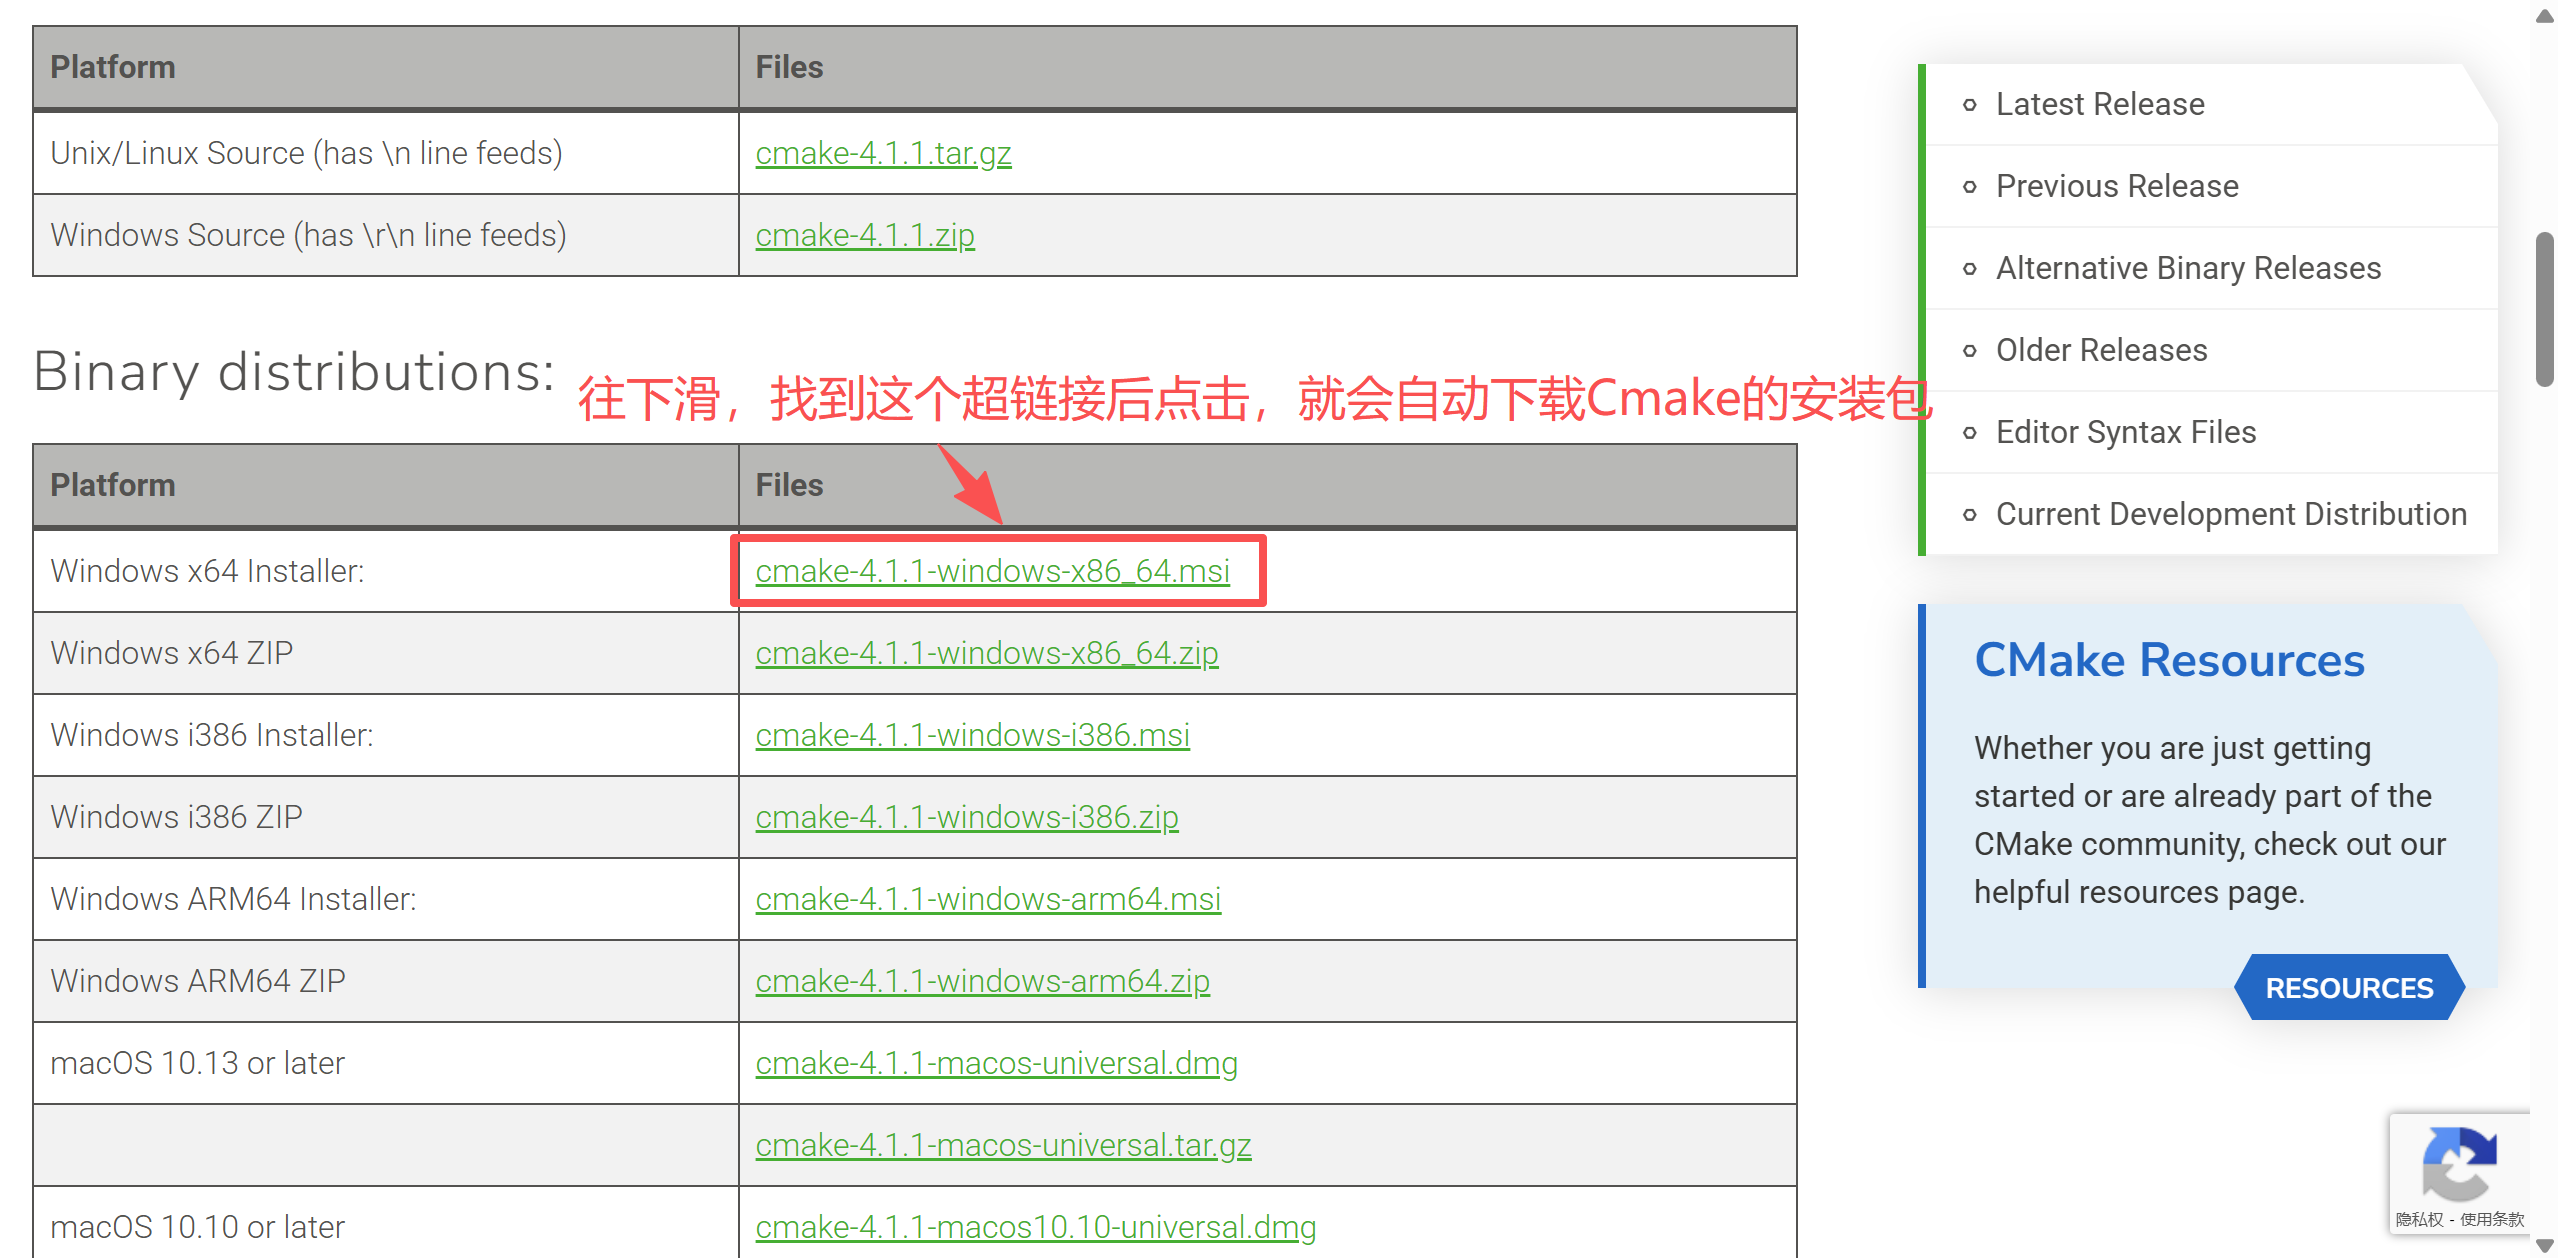 Platform Files
Unix/Linux Source (has \n line feeds) cmake-4.1.1.tar.gz
Windows Source (has \r\n line feeds) cmake-4.1.1.zip
Binary distributions:
往下滑，找到这个超链接后点击，就会自动下载Cmake的安装包
Platform Files
Windows x64 Installer: cmake-4.1.1-windows-x86_64.msi
Windows x64 ZIP cmake-4.1.1-windows-x86_64.zip
Windows i386 Installer: cmake-4.1.1-windows-i386.msi
Windows i386 ZIP cmake-4.1.1-windows-i386.zip
Windows ARM64 Installer: cmake-4.1.1-windows-arm64.msi
Windows ARM64 ZIP cmake-4.1.1-windows-arm64.zip
macOS 10.13 or later cmake-4.1.1-macos-universal.dmg
cmake-4.1.1-macos-universal.tar.gz
macOS 10.10 or later cmake-4.1.1-macos10.10-universal.dmg
Latest Release
Previous Release
Alternative Binary Releases
Older Releases
Editor Syntax Files
Current Development Distribution
CMake Resources
Whether you are just getting
started or are already part of the
CMake community, check out our
helpful resources page.
RESOURCES
隐私权 - 使用条款